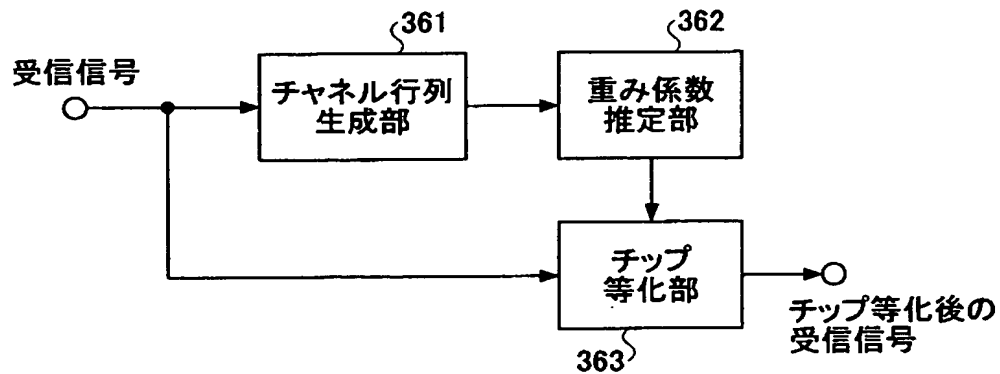 361
362
受信信号
チャネル行列
生成部
重み係数
推定部
チップ
等化部
363
チップ等化後の
受信信号